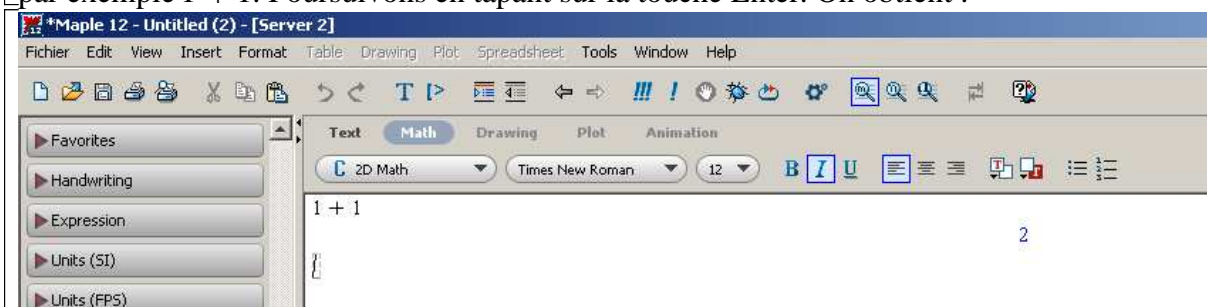 par exemple 1 + 1. Poursuivons en tapant sur la touche Enter. On obtient :
*Maple 12 - Untitled (2) - [Server 2]
Fichier Edit View Insert Format Table Drawing Plot Spreadsheet Tools Window Help
Favorites
Text Math Drawing Plot Animation
Handwriting
C 2D Math Times New Roman 12 B I U
Expression
1 + 1
2
Units (SI)
Units (FPS)